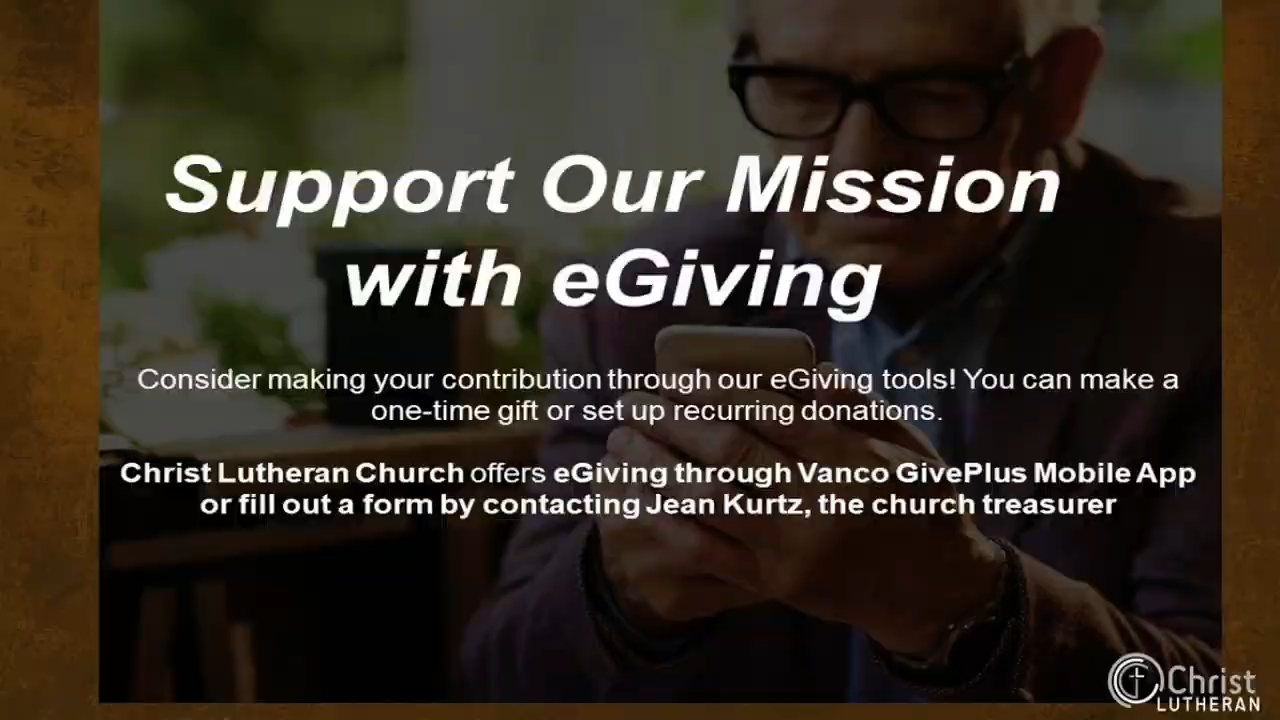 Support Our Mission
with eGiving
Consider making your contribution through our eGiving tools! You can make a
one-time gift or set up recurring donations.
Christ Lutheran Church offers eGiving through Vanco GivePlus Mobile App
or fill out a form by contacting Jean Kurtz, the church treasurer
Christ
LUTHERAN